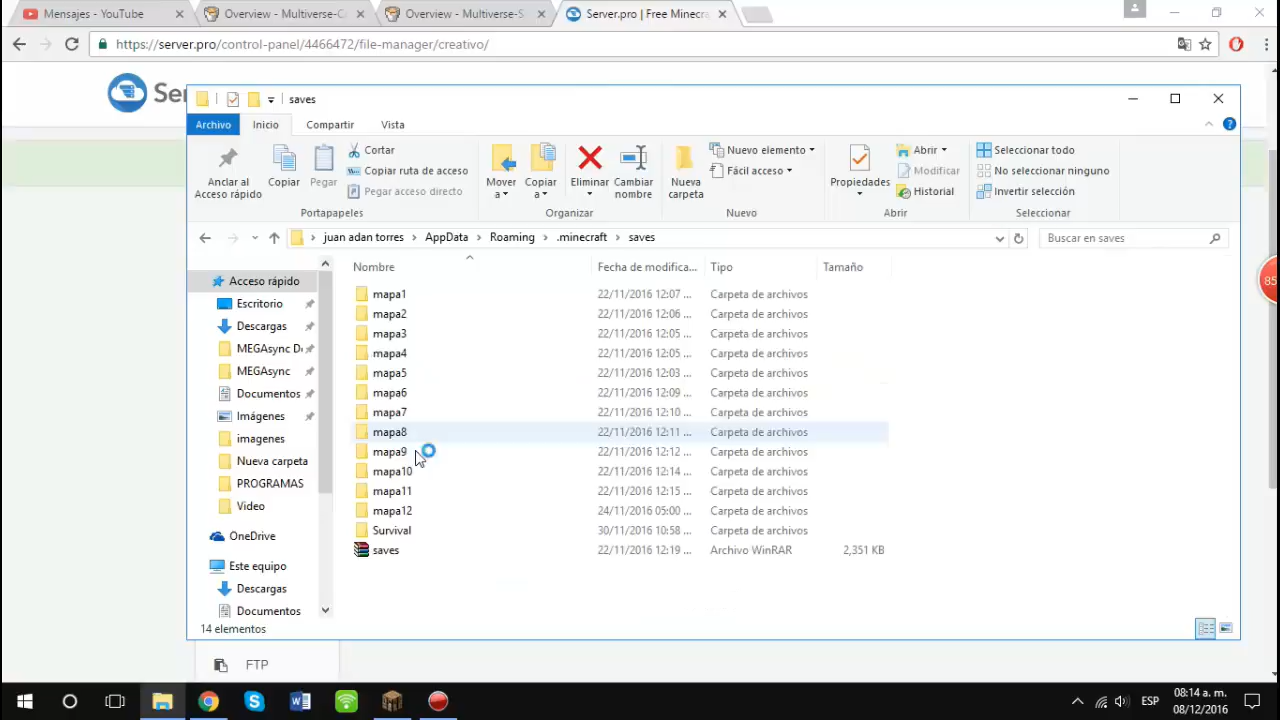 Mensajes - YouTube
Overview - Multiverse-C
Overview - Multiverse-S
Server.pro | Free Minecr
https://server.pro/control-panel/4466472/file-manager/creativo/
Ser
saves
Archivo Inicio Compartir Vista
Anclar al Acceso rápido
Copiar
Pegar
Cortar
Copiar ruta de acceso
Pegar acceso directo
Portapapeles
Mover a
Copiar a
Eliminar
Cambiar nombre
Organizar
Nueva carpeta
Nuevo elemento
Fácil acceso
Nuevo
Propiedades
Abrir
Modificar
Historial
Abrir
Seleccionar todo
No seleccionar ninguno
Invertir selección
Seleccionar
juan adan torres AppData Roaming .minecraft saves
Buscar en saves
Acceso rápido
Escritorio
Descargas
MEGAsync D
MEGAsync
Documentos
Imágenes
imagenes
Nueva carpeta
PROGRAMAS
Video
OneDrive
Este equipo
Descargas
Documentos
Nombre Fecha de modifica... Tipo Tamaño
mapa1 22/11/2016 12:07 ... Carpeta de archivos
mapa2 22/11/2016 12:06 ... Carpeta de archivos
mapa3 22/11/2016 12:05 ... Carpeta de archivos
mapa4 22/11/2016 12:05 ... Carpeta de archivos
mapa5 22/11/2016 12:03 ... Carpeta de archivos
mapa6 22/11/2016 12:09 ... Carpeta de archivos
mapa7 22/11/2016 12:10 ... Carpeta de archivos
mapa8 22/11/2016 12:11 ... Carpeta de archivos
mapa9 22/11/2016 12:12 ... Carpeta de archivos
mapa10 22/11/2016 12:14 ... Carpeta de archivos
mapa11 22/11/2016 12:15 ... Carpeta de archivos
mapa12 24/11/2016 05:00 ... Carpeta de archivos
Survival 30/11/2016 10:58 ... Carpeta de archivos
saves 22/11/2016 12:19 ... Archivo WinRAR 2,351 KB
14 elementos
85
FTP
ESP
08:14 a. m.
08/12/2016